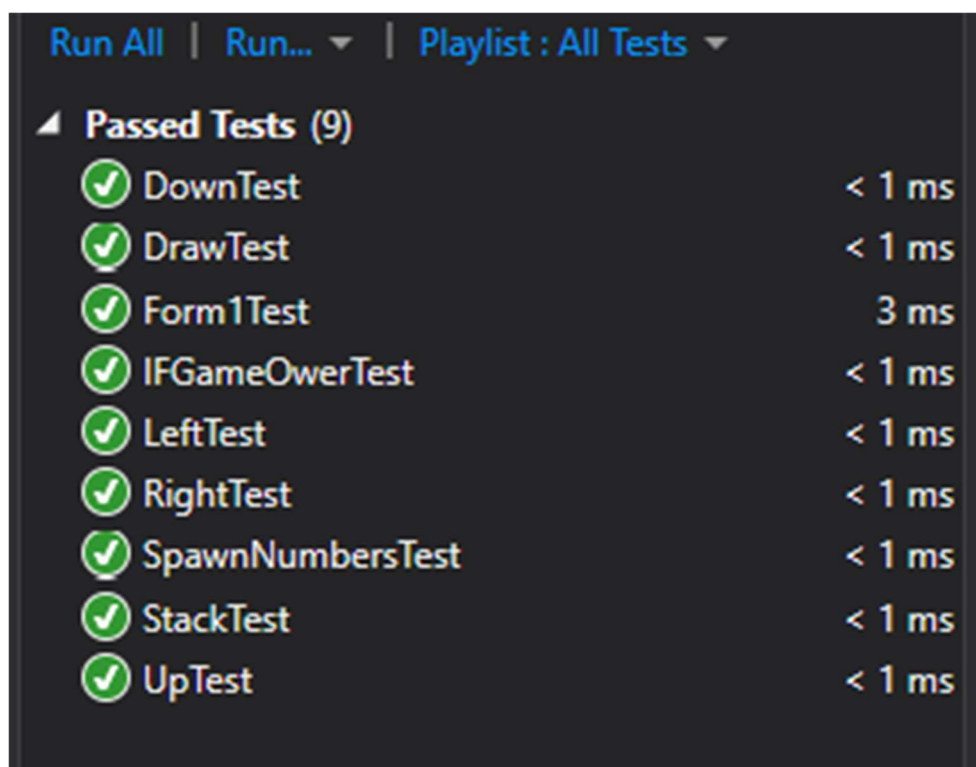 Run All | Run... | Playlist : All Tests
Passed Tests (9)
DownTest < 1 ms
DrawTest < 1 ms
Form1Test 3 ms
IFGameOwerTest < 1 ms
LeftTest < 1 ms
RightTest < 1 ms
SpawnNumbersTest < 1 ms
StackTest < 1 ms
UpTest < 1 ms